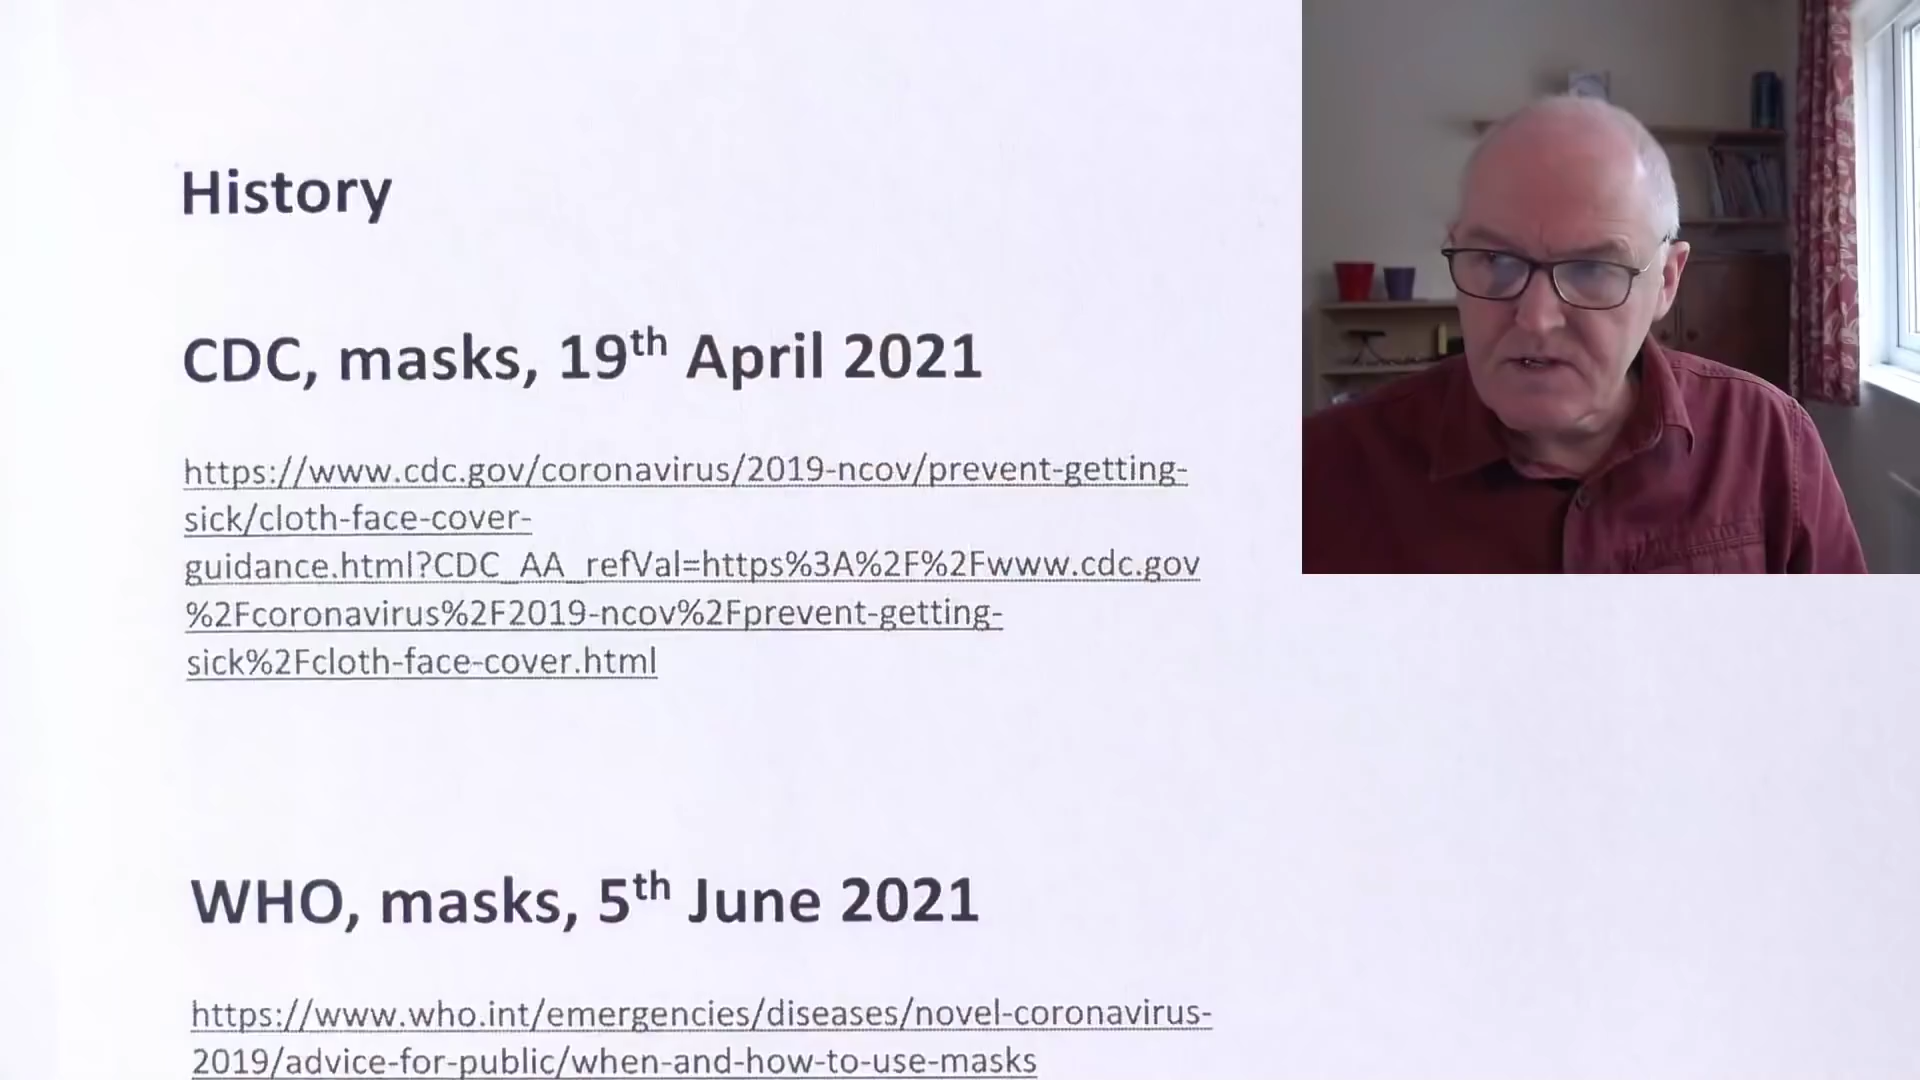 History
CDC, masks, 19th April 2021
https://www.cdc.gov/coronavirus/2019-ncov/prevent-getting-
sick/cloth-face-cover-
guidance.html?CDC_AA_refVal=https%3A%2F%2Fwww.cdc.gov
%2Fcoronavirus%2F2019-ncov%2Fprevent-getting-
sick%2Fcloth-face-cover.html
WHO, masks, 5th June 2021
https://www.who.int/emergencies/diseases/novel-coronavirus-
2019/advice-for-public/when-and-how-to-use-masks